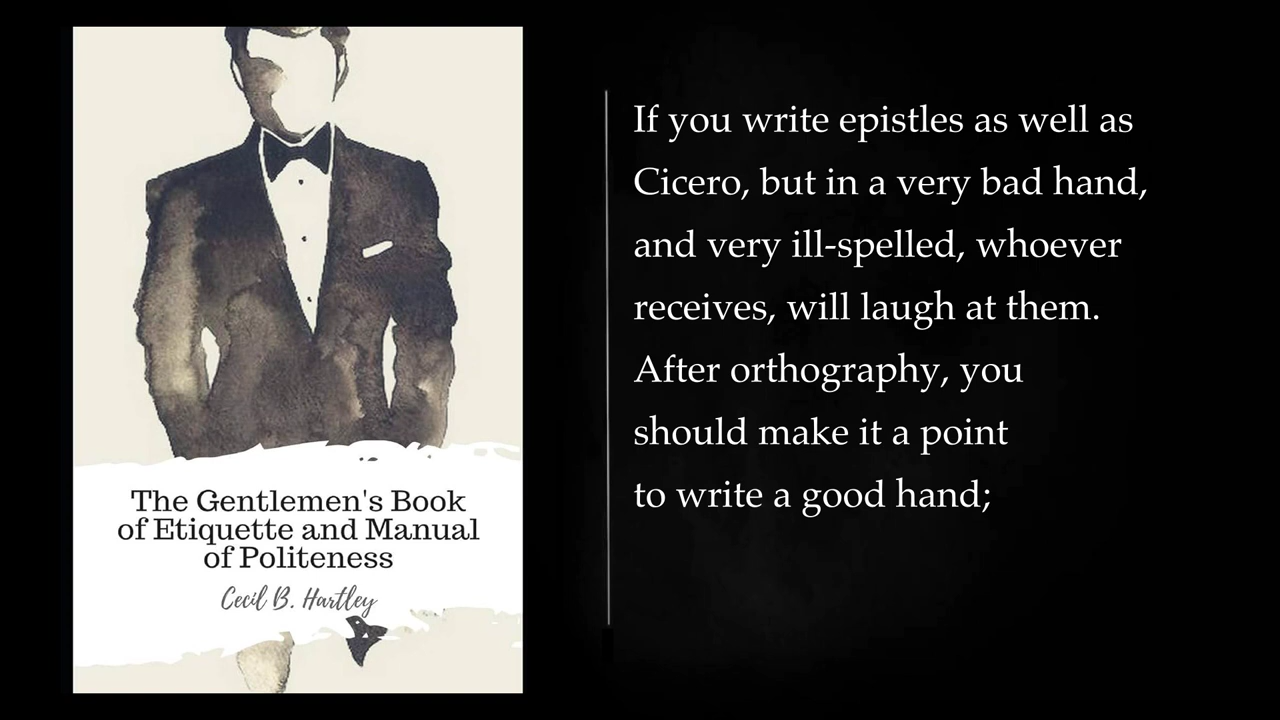 The Gentlemen's Book
of Etiquette and Manual
of Politeness
Cecil B. Hartley
If you write epistles as well as
Cicero, but in a very bad hand,
and very ill-spelled, whoever
receives, will laugh at them.
After orthography, you
should make it a point
to write a good hand;